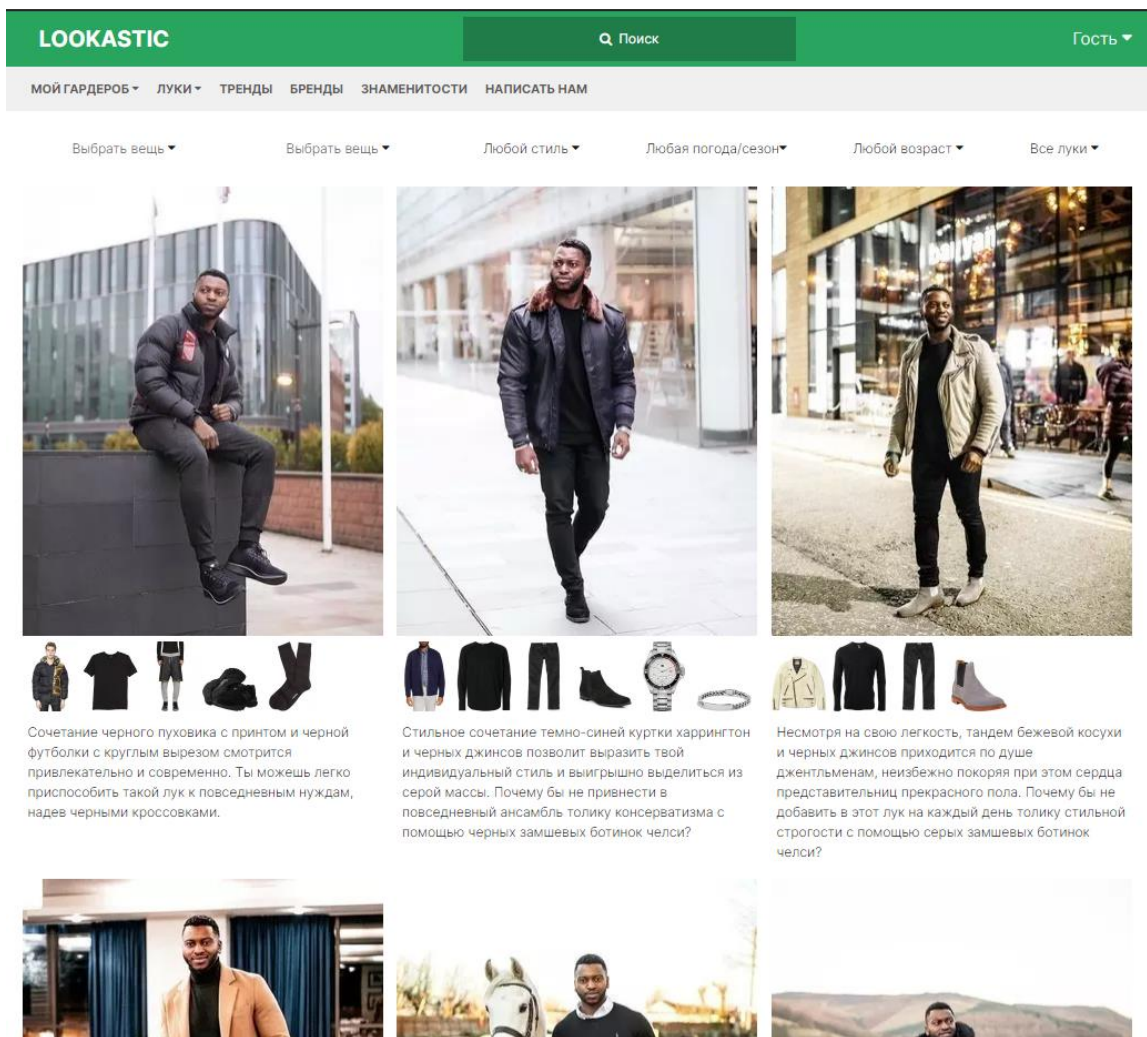 LOOKASTIC
Поиск
Гость
МОЙ ГАРДЕРОБ ЛУКИ ТРЕНДЫ БРЕНДЫ ЗНАМЕНИТОСТИ НАПИСАТЬ НАМ
Выбрать вещь Выбрать вещь Любой стиль Любая погода/сезон Любой возраст Все луки
Сочетание черного пуховика с принтом и черной
футболки с круглым вырезом смотрится
привлекательно и современно. Ты можешь легко
приспособить такой лук к повседневным нуждам,
надев черными кроссовками.
Стильное сочетание темно-синей куртки харрингтон
и черных джинсов позволит выразить твой
индивидуальный стиль и выигрышно выделиться из
серой массы. Почему бы не привнести в
повседневный ансамбль толику консерватизма с
помощью черных замшевых ботинок челси?
Несмотря на свою легкость, тандем бежевой косухи
и черных джинсов приходится по душе
джентльменам, неизбежно покоряя при этом сердца
представительниц прекрасного пола. Почему бы не
добавить в этот лук на каждый день толику стильной
строгости с помощью серых замшевых ботинок
челси?